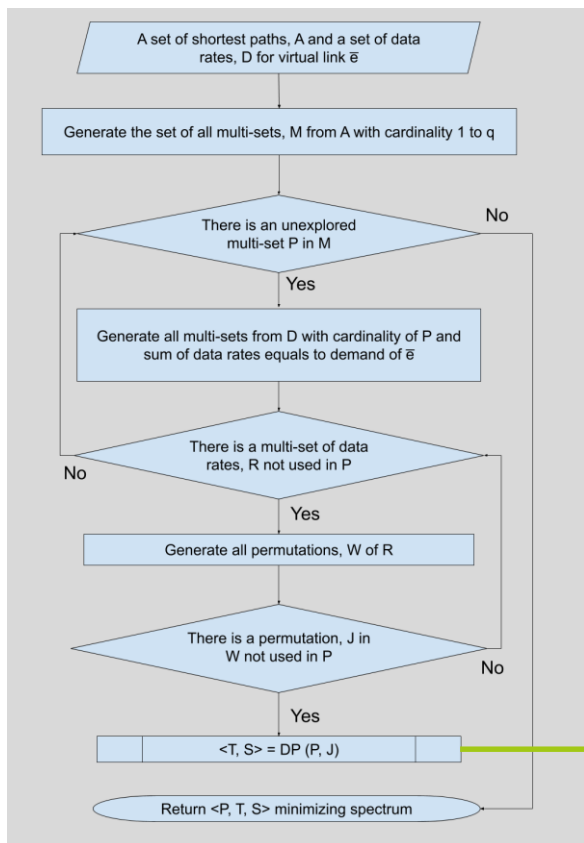 A set of shortest paths, A and a set of data
rates, D for virtual link e̅
Generate the set of all multi-sets, M from A with cardinality 1 to q
There is an unexplored
multi-set P in M
No
Yes
Generate all multi-sets from D with cardinality of P and
sum of data rates equals to demand of e̅
There is a multi-set of data
rates, R not used in P
No
Yes
Generate all permutations, W of R
There is a permutation, J in
W not used in P
No
Yes
<T, S> = DP (P, J)
Return <P, T, S> minimizing spectrum